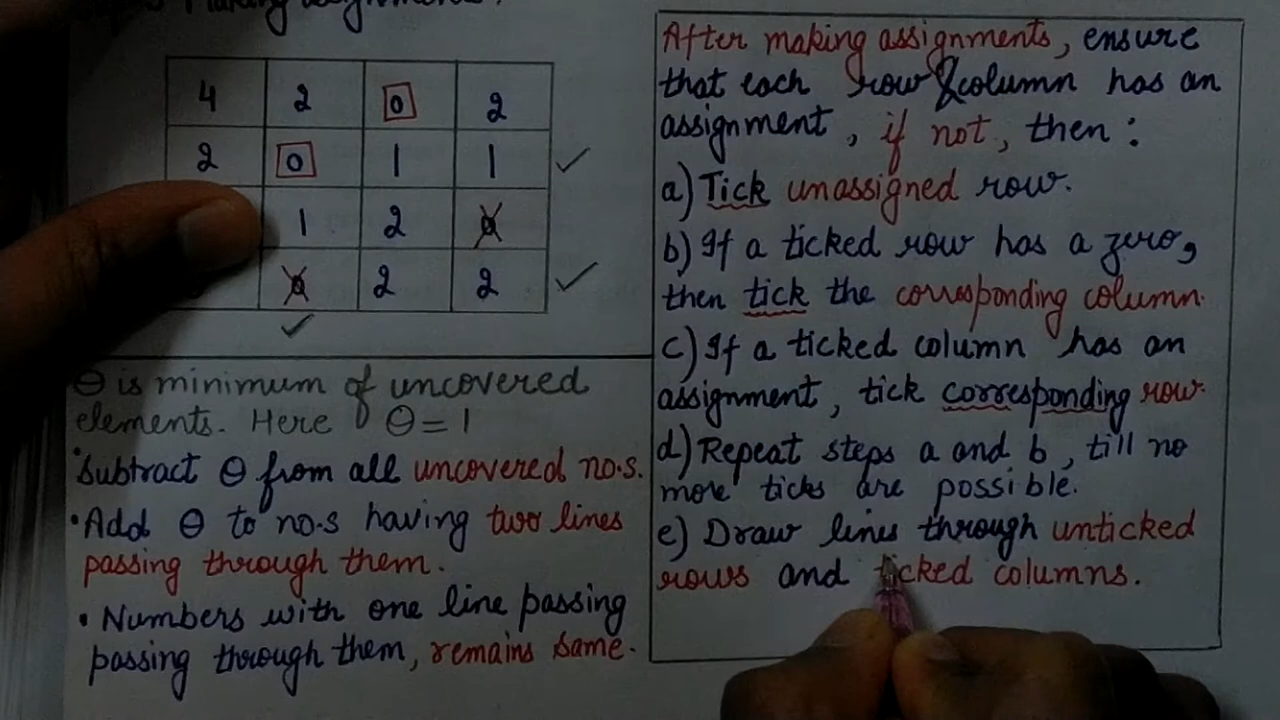 Making assignments:
4 2 0 2
2 0 1 1
1 2 0
0 2 2
θ is minimum of uncovered
elements. Here θ = 1
• Subtract θ from all uncovered no.s.
• Add θ to no.s having two lines
passing through them.
• Numbers with one line passing
passing through them, remains same.
After making assignments, ensure
that each row & column has an
assignment, if not, then :
a) Tick unassigned row.
b) If a ticked row has a zero,
then tick the corresponding column.
c) If a ticked column has an
assignment, tick corresponding row.
d) Repeat steps a and b, till no
more ticks are possible.
e) Draw lines through unticked
rows and ticked columns.